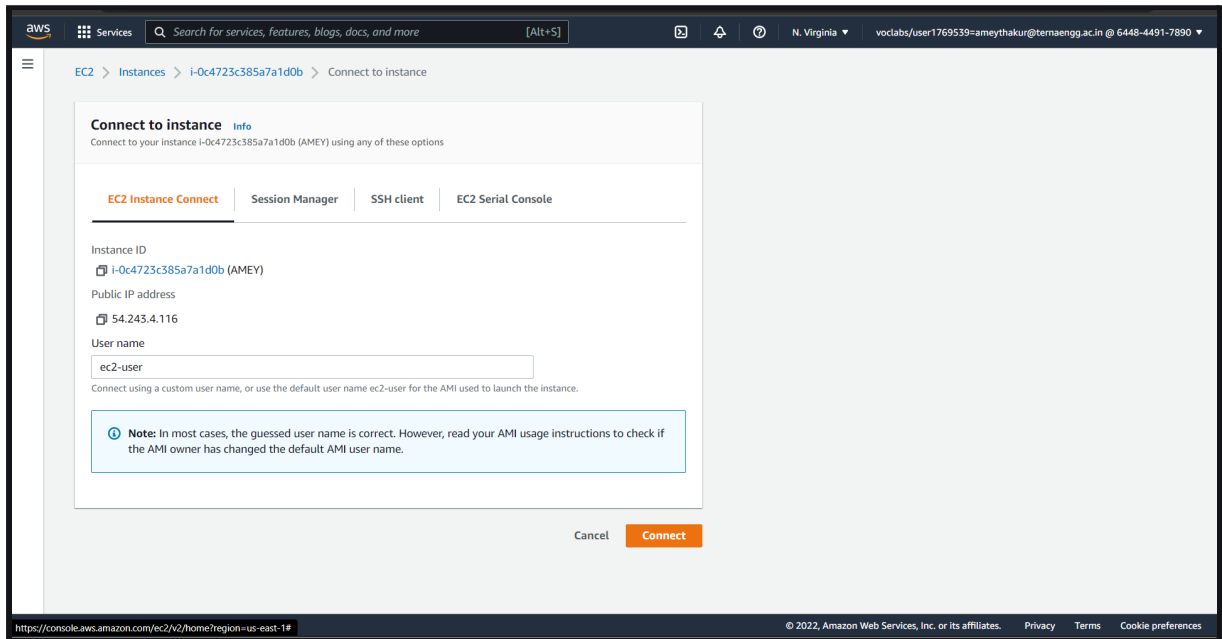 aws Services Search for services, features, blogs, docs, and more [Alt+S] N. Virginia ▼ voclabs/user1769539=ameythakur@ternaengg.ac.in @ 6448-4491-7890 ▼
EC2 > Instances > i-0c4723c385a7a1d0b > Connect to instance
Connect to instance Info
Connect to your instance i-0c4723c385a7a1d0b (AMEY) using any of these options
EC2 Instance Connect Session Manager SSH client EC2 Serial Console
Instance ID
i-0c4723c385a7a1d0b (AMEY)
Public IP address
54.243.4.116
User name
ec2-user
Connect using a custom user name, or use the default user name ec2-user for the AMI used to launch the instance.
Note: In most cases, the guessed user name is correct. However, read your AMI usage instructions to check if
the AMI owner has changed the default AMI user name.
Cancel Connect
https://console.aws.amazon.com/ec2/v2/home?region=us-east-1# © 2022, Amazon Web Services, Inc. or its affiliates. Privacy Terms Cookie preferences